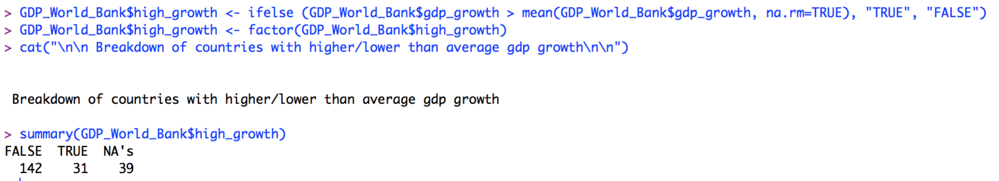 > GDP_World_Bank$high_growth <- ifelse (GDP_World_Bank$gdp_growth > mean(GDP_World_Bank$gdp_growth, na.rm=TRUE), "TRUE", "FALSE")
> GDP_World_Bank$high_growth <- factor(GDP_World_Bank$high_growth)
> cat("\n\n Breakdown of countries with higher/lower than average gdp growth\n\n")
Breakdown of countries with higher/lower than average gdp growth
> summary(GDP_World_Bank$high_growth)
FALSE TRUE NA's
142 31 39